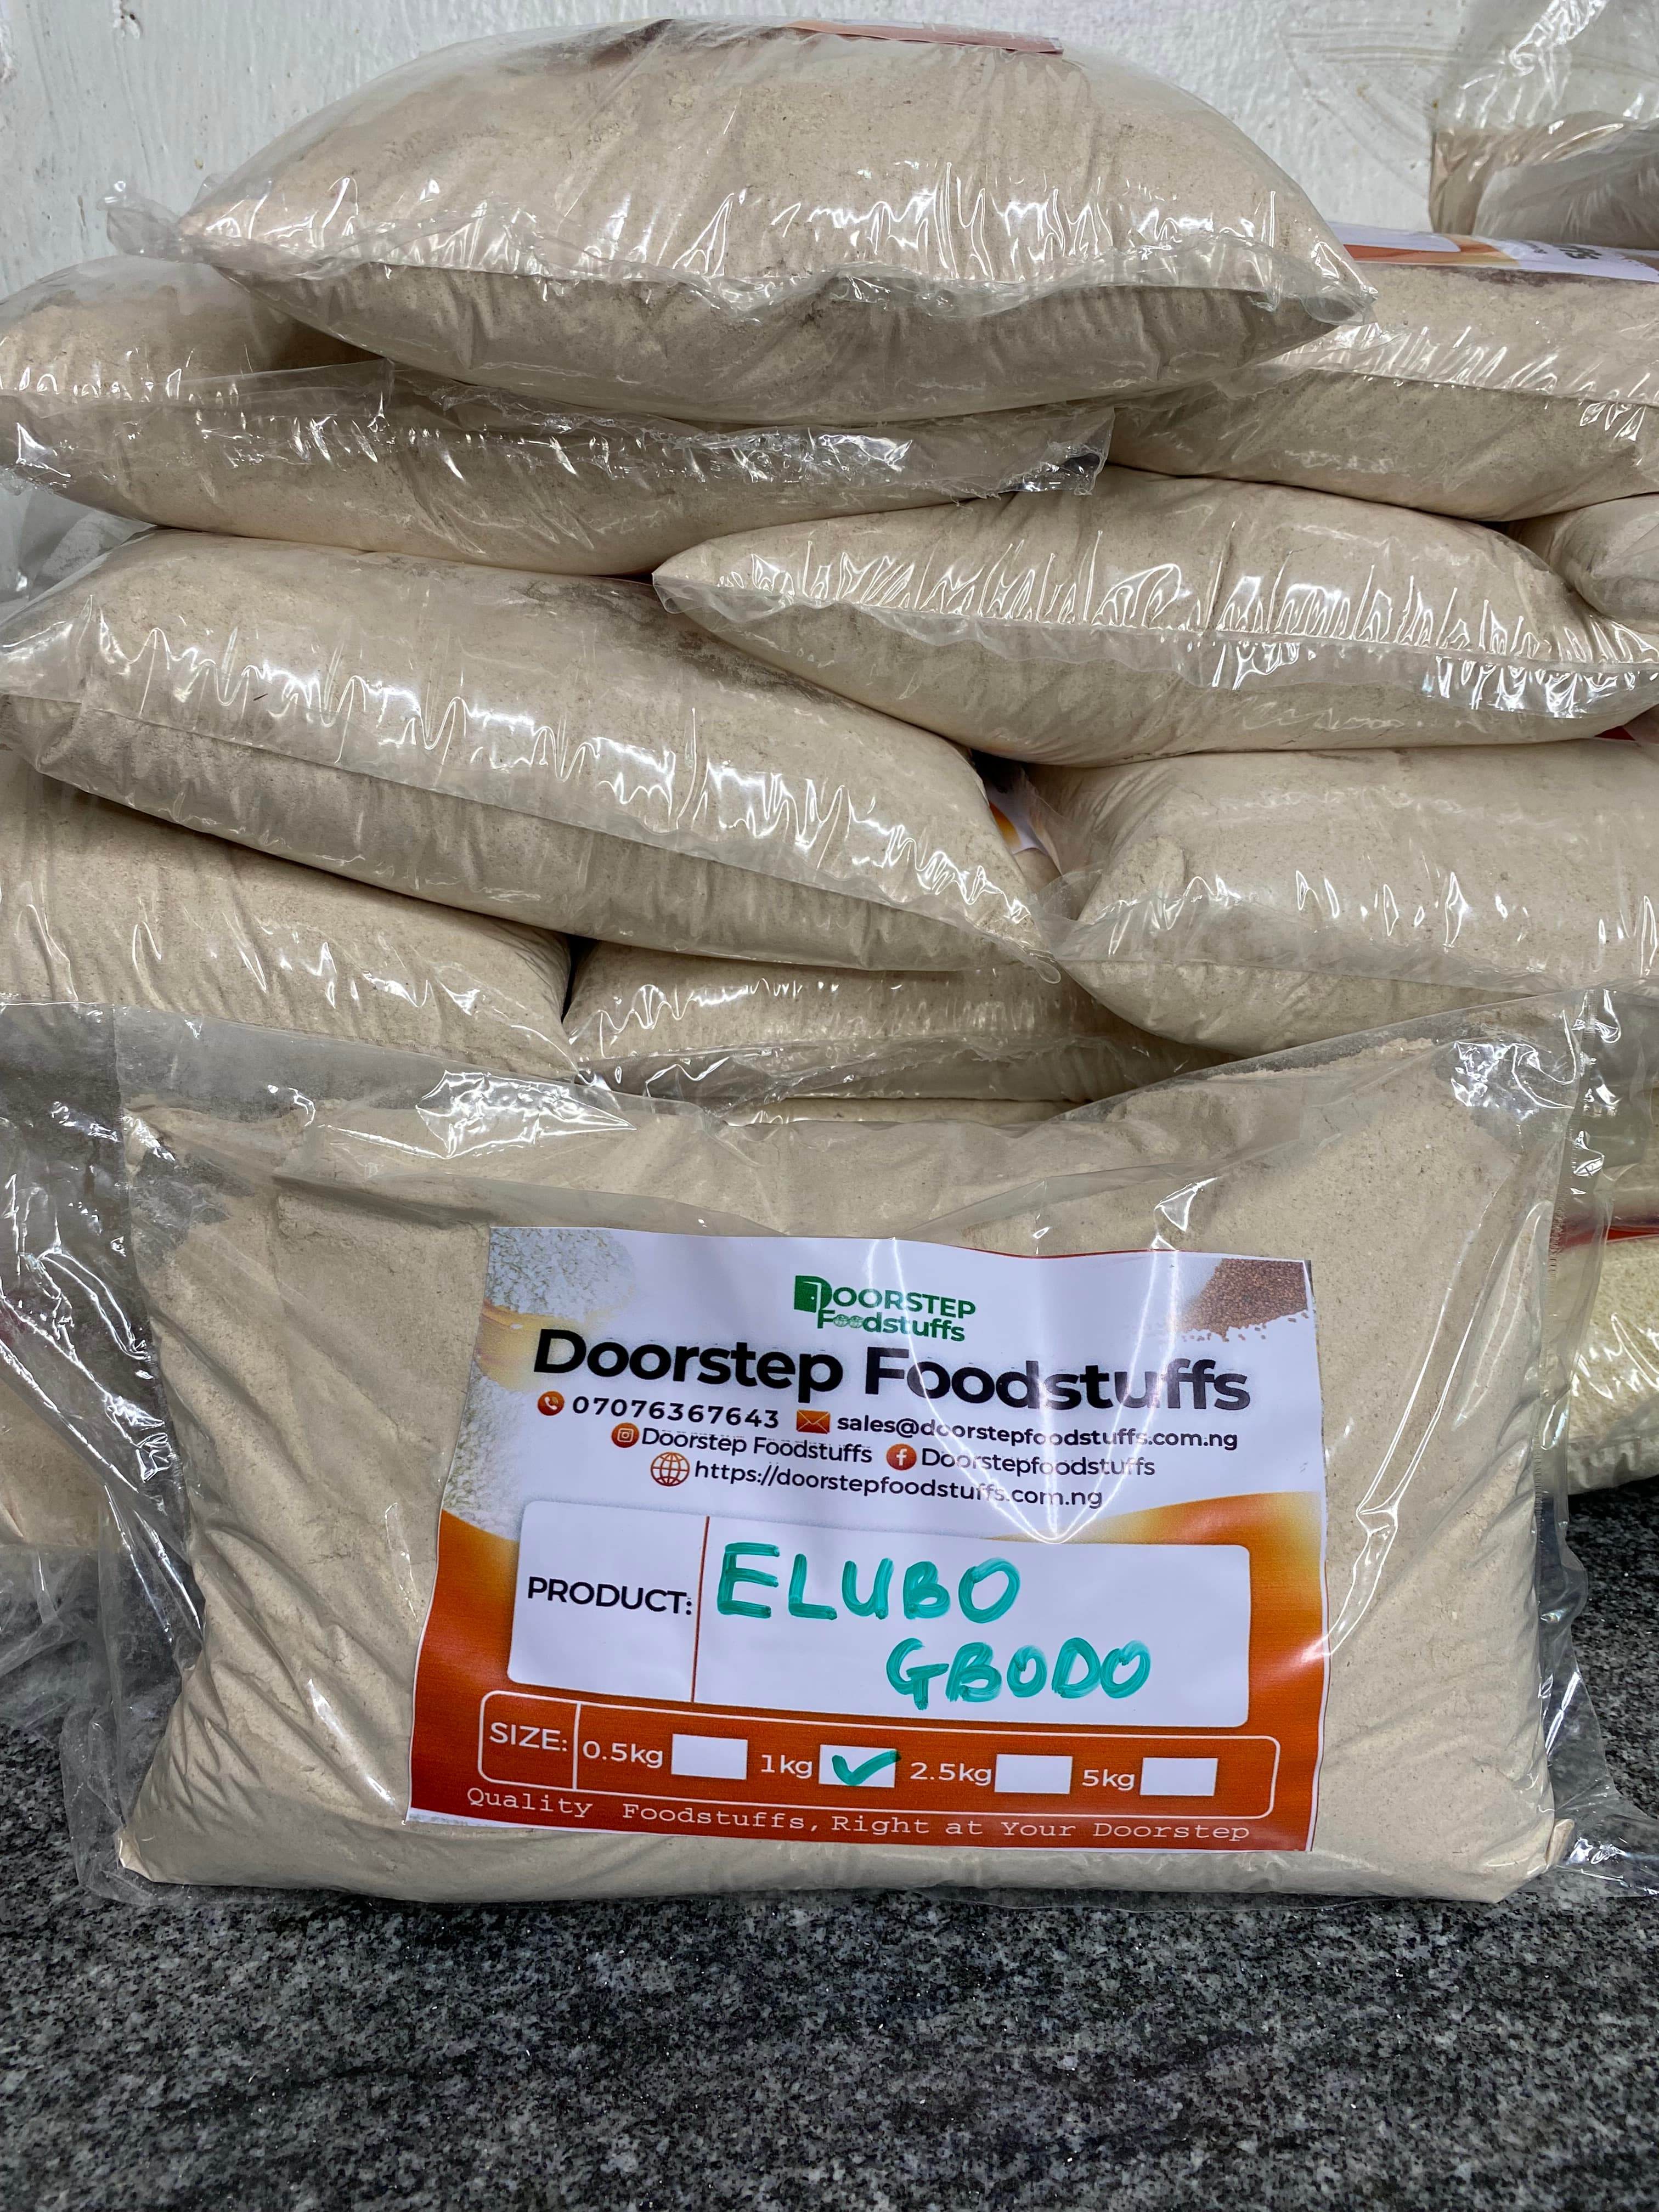 DOORSTEP
Foodstuffs
Doorstep Foodstuffs
07076367643 sales@doorstepfoodstuffs.com.ng
Doorstep Foodstuffs Doorstepfoodstuffs
https://doorstepfoodstuffs.com.ng
PRODUCT: ELUBO
GBODO
SIZE: 0.5kg 1kg ✓ 2.5kg 5kg
Quality Foodstuffs, Right at Your Doorstep